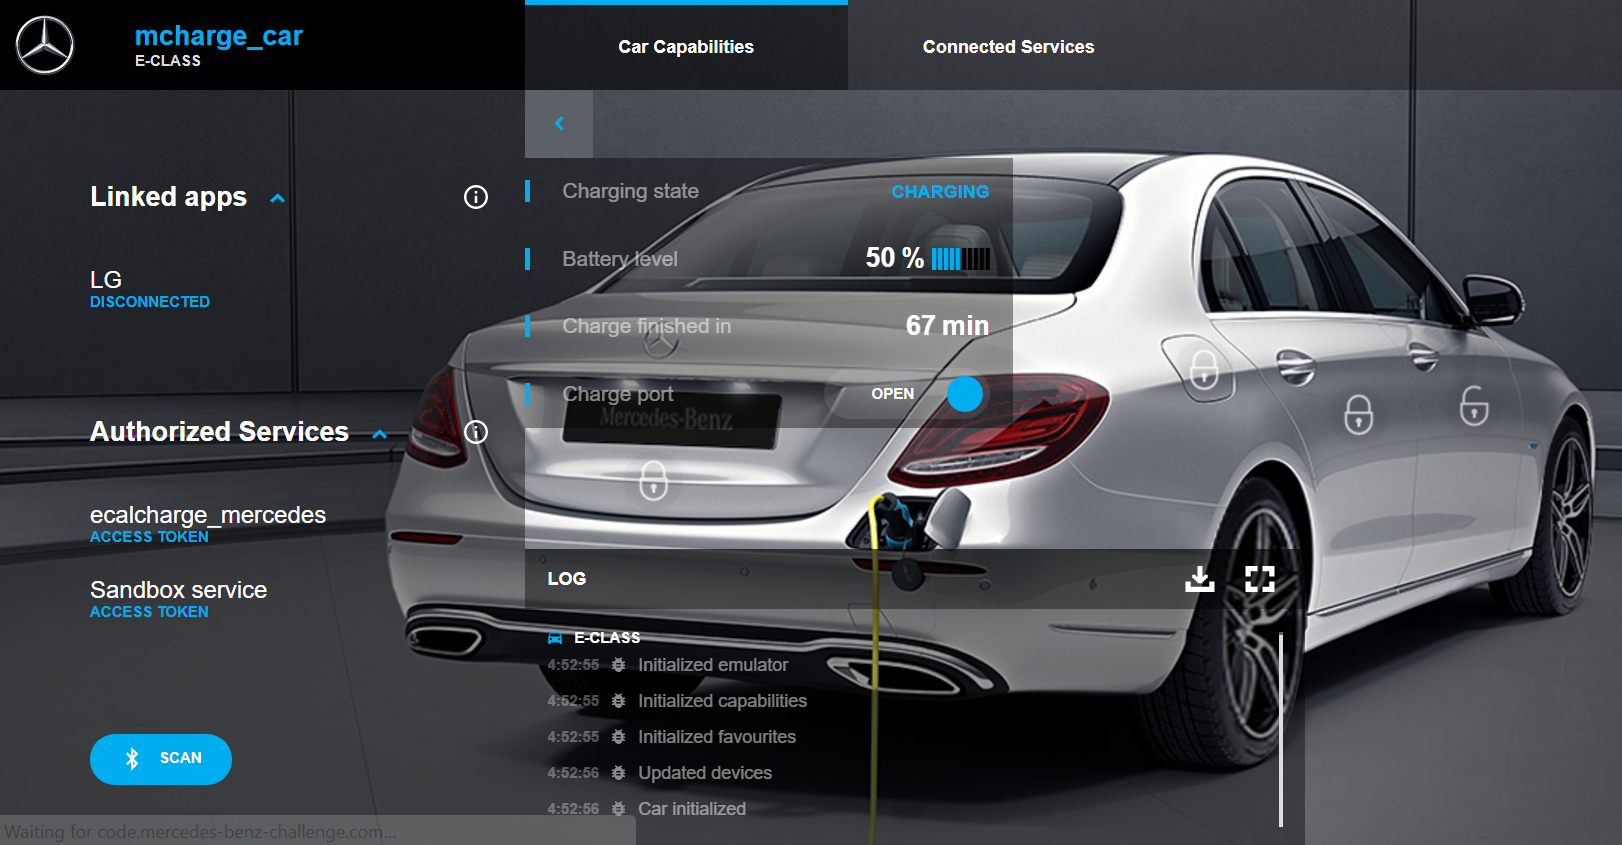 mcharge_car
E-CLASS
Car Capabilities
Connected Services
Linked apps
LG
DISCONNECTED
Authorized Services
ecalcharge_mercedes
ACCESS TOKEN
Sandbox service
ACCESS TOKEN
SCAN
Charging state CHARGING
Battery level 50 %
Charge finished in 67 min
Charge port OPEN
Mercedes-Benz
LOG
E-CLASS
4:52:55 Initialized emulator
4:52:55 Initialized capabilities
4:52:55 Initialized favourites
4:52:56 Updated devices
4:52:56 Car initialized
Waiting for code.mercedes-benz-challenge.com...